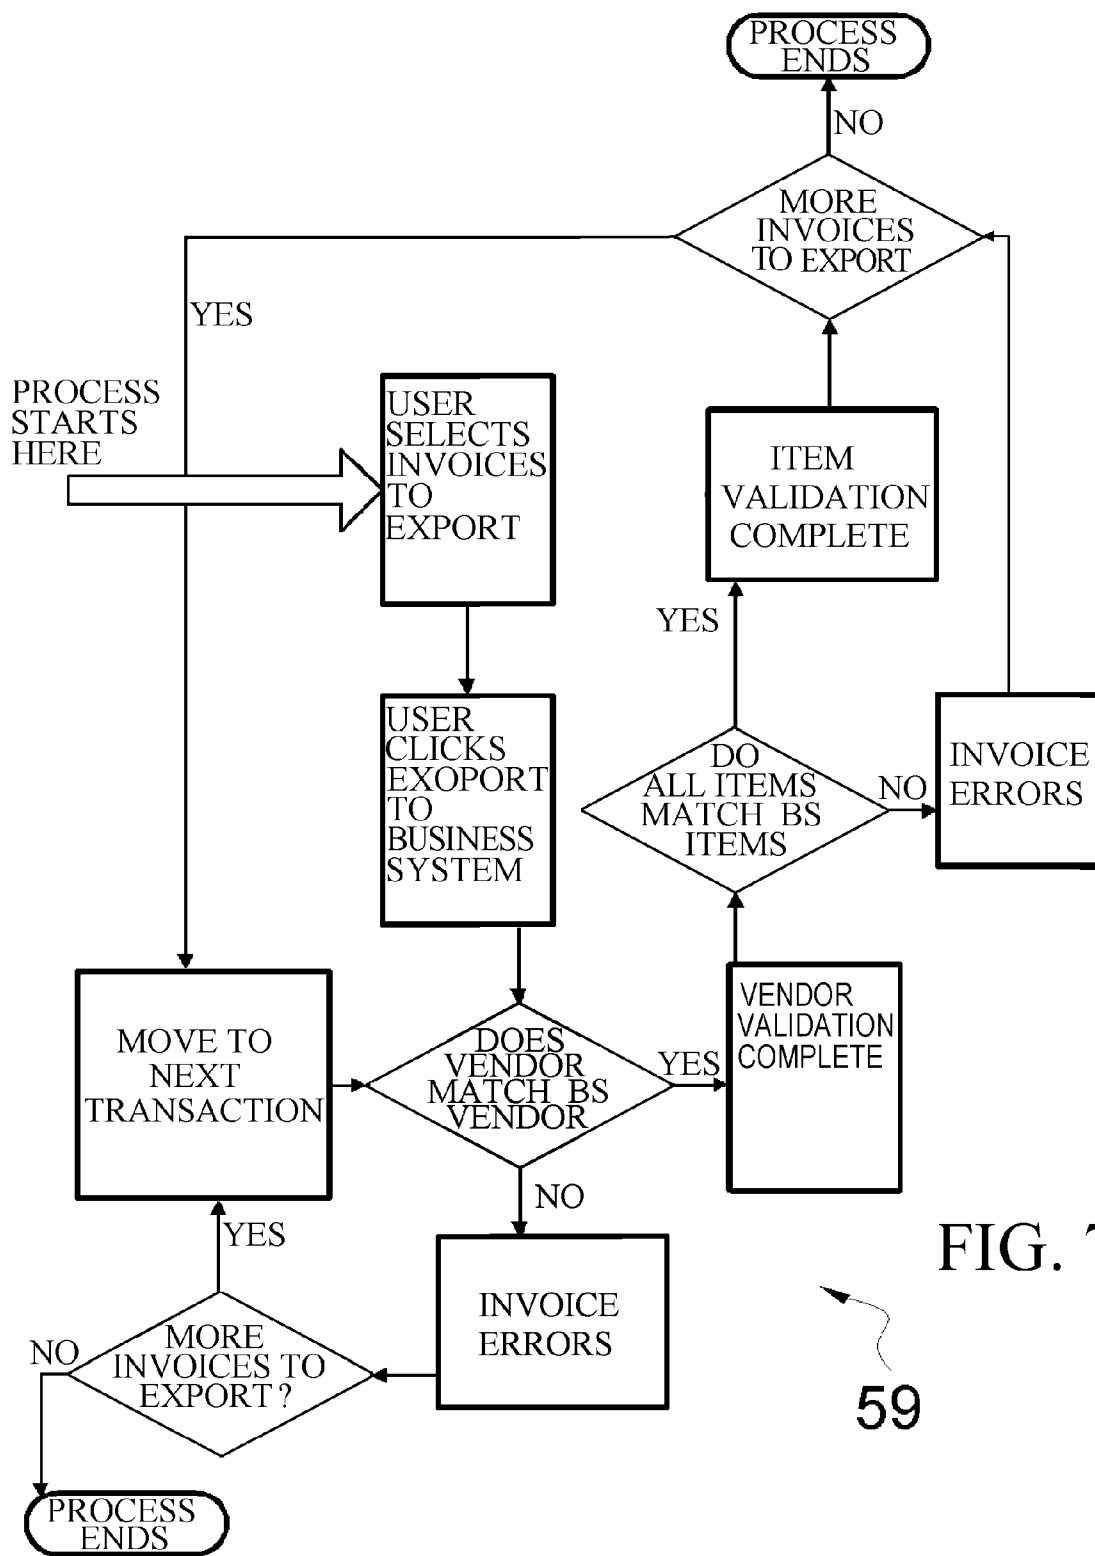 PROCESS
ENDS
NO
MORE
INVOICES
TO EXPORT
YES
PROCESS
STARTS
HERE
USER
SELECTS
INVOICES
TO
EXPORT
ITEM
VALIDATION
COMPLETE
YES
USER
CLICKS
EXOPORT
TO
BUSINESS
SYSTEM
DO
ALL ITEMS
MATCH BS
ITEMS
NO
INVOICE
ERRORS
MOVE TO
NEXT
TRANSACTION
DOES
VENDOR
MATCH BS
VENDOR
YES
VENDOR
VALIDATION
COMPLETE
NO
YES
INVOICE
ERRORS
MORE
INVOICES TO
EXPORT?
NO
PROCESS
ENDS
FIG.
59